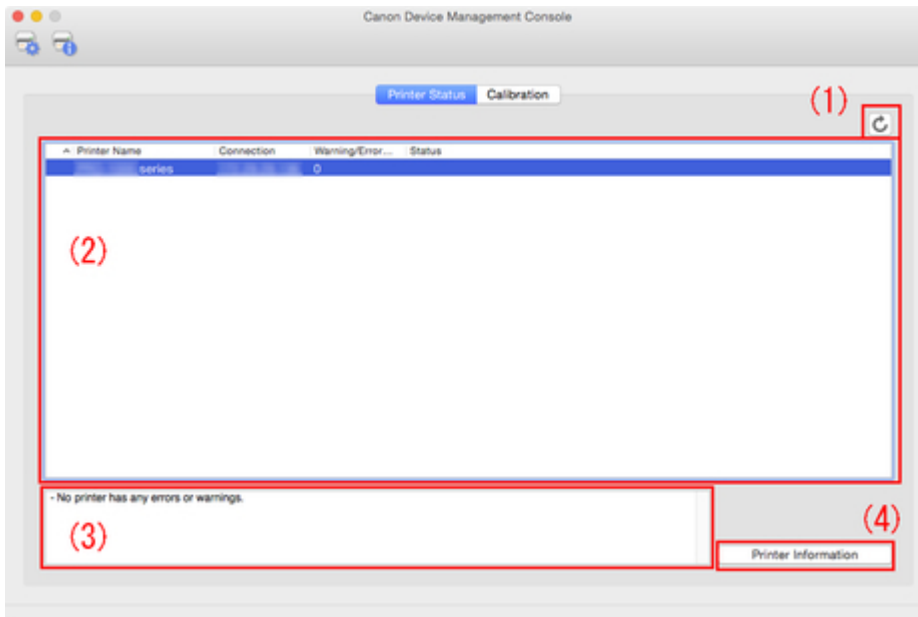 Canon Device Management Console
Printer Status Calibration
(1)
Printer Name Connection Warning/Error... Status
series 0
(2)
- No printer has any errors or warnings.
(3)
(4)
Printer Information